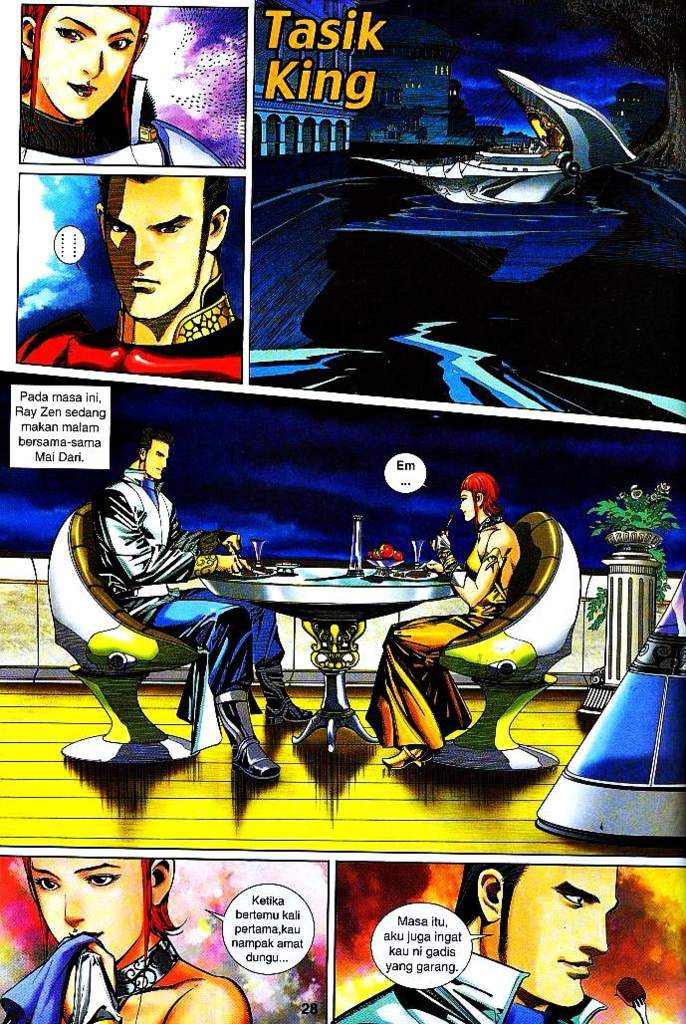 Tasik
King
Pada masa ini,
Ray Zen sedang
makan malam
bersama-sama
Mai Dari.
Em
...
Ketika
bertemu kali
pertama,kau
nampak amat
dungu...
Masa itu,
aku juga ingat
kau ni gadis
yang garang.
28